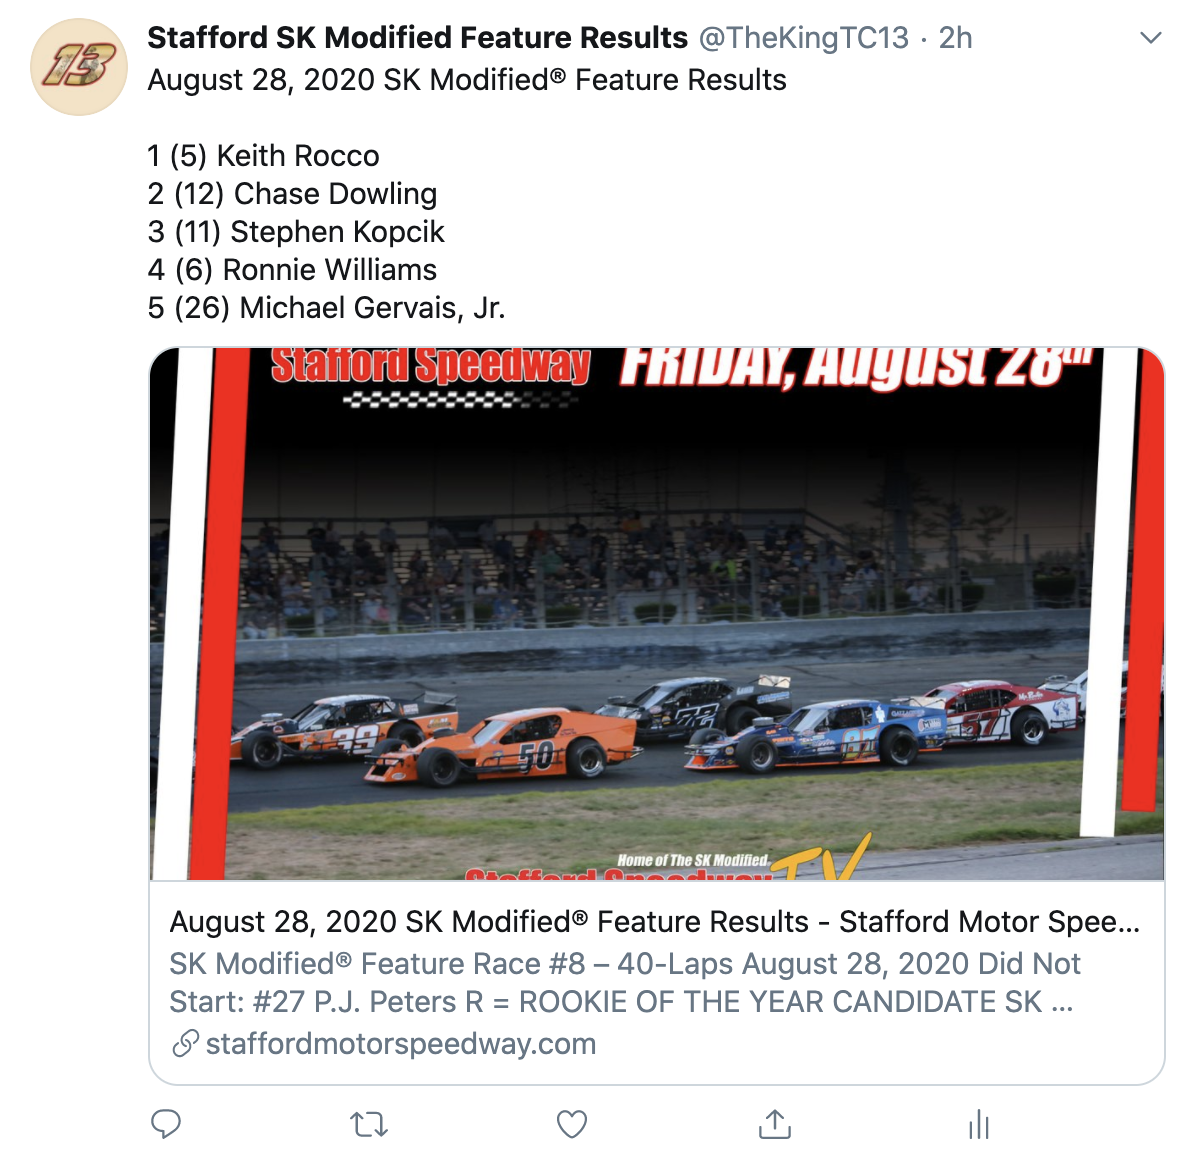 13
Stafford SK Modified Feature Results @TheKingTC13 · 2h
August 28, 2020 SK Modified® Feature Results
1 (5) Keith Rocco
2 (12) Chase Dowling
3 (11) Stephen Kopcik
4 (6) Ronnie Williams
5 (26) Michael Gervais, Jr.
Stafford Speedway FRIDAY, August 28th
39
50
57
Home of The SK Modified
Stafford Speedway TV
August 28, 2020 SK Modified® Feature Results - Stafford Motor Spee...
SK Modified® Feature Race #8 – 40-Laps August 28, 2020 Did Not
Start: #27 P.J. Peters R = ROOKIE OF THE YEAR CANDIDATE SK ...
staffordmotorspeedway.com